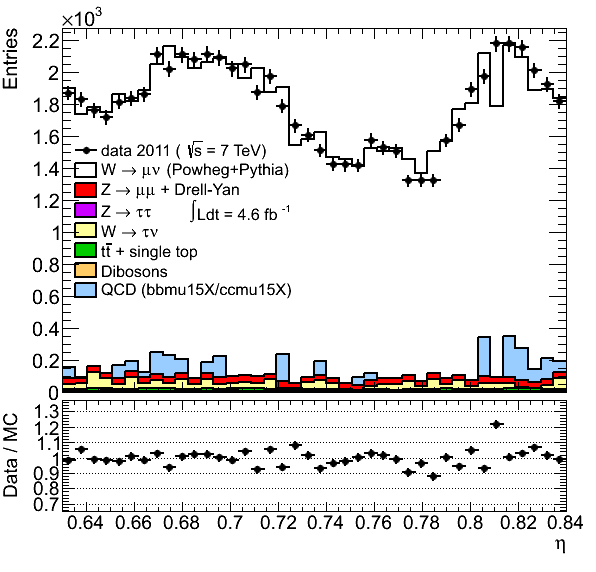 ×10³
Entries
2.2
2
1.8
1.6
1.4
1.2
1
0.8
0.6
0.4
0.2
0
data 2011 ( √s = 7 TeV)
W → μν (Powheg+Pythia)
Z → μμ + Drell-Yan
Z → ττ ∫Ldt = 4.6 fb⁻¹
W → τν
tt̄ + single top
Dibosons
QCD (bbmu15X/ccmu15X)
Data / MC
1.3
1.2
1.1
1
0.9
0.8
0.7
0.64 0.66 0.68 0.7 0.72 0.74 0.76 0.78 0.8 0.82 0.84
η